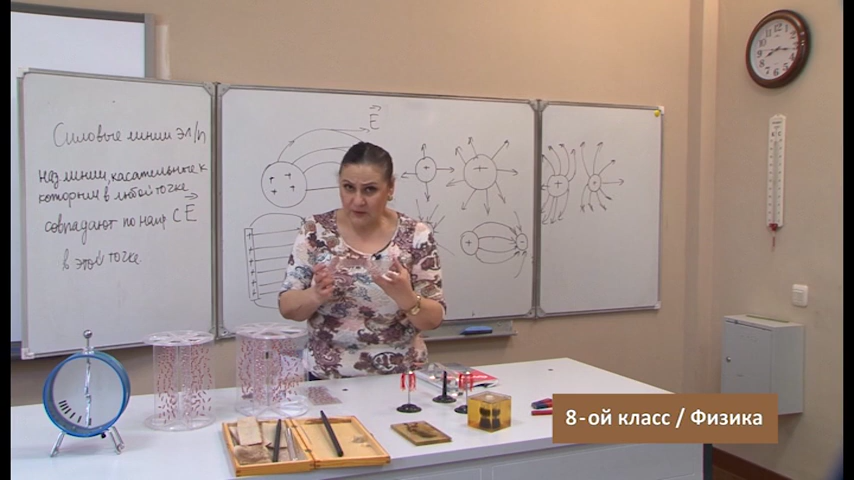 Силовые линии эл/п
наз линии, касательные к
которым в любой точке
совпадают по напр с E
в этой точке.
E
8-ой класс / Физика